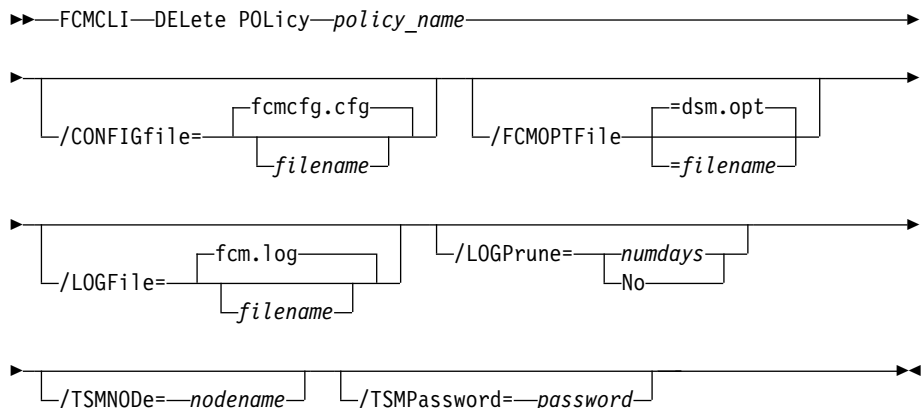 FCMCLI DELete POLicy policy_name
fcmcfg.cfg =dsm.opt
/CONFIGfile= /FCMOPTFile
filename =filename
fcm.log /LOGPrune= numdays
/LOGFile= No
filename
/TSMNODe= nodename /TSMPassword= password